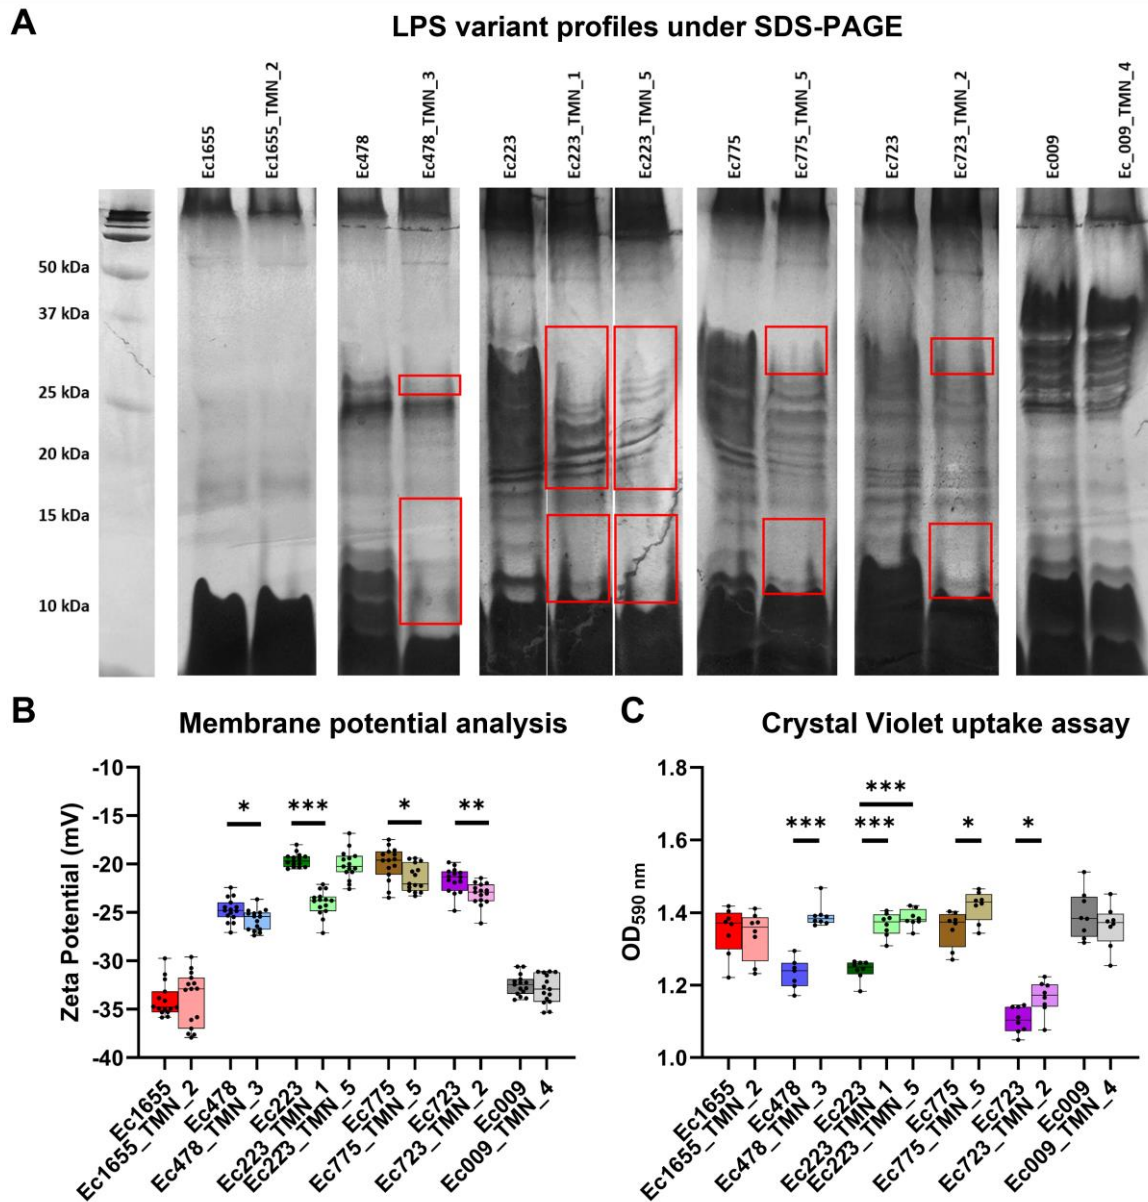 A
LPS variant profiles under SDS-PAGE
Ec1655
Ec1655_TMN_2
Ec478
Ec478_TMN_3
Ec223
Ec223_TMN_1
Ec223_TMN_5
Ec775
Ec775_TMN_5
Ec723
Ec723_TMN_2
Ec009
Ec_009_TMN_4
50 kDa
37 kDa
25 kDa
20 kDa
15 kDa
10 kDa
B
Membrane potential analysis
Zeta Potential (mV)
-10
-15
-20
-25
-30
-35
-40
*
***
*
**
Ec1655
Ec1655_TMN_2
Ec478
Ec478_TMN_3
Ec223
Ec223_TMN_1
Ec223_TMN_5
Ec775
Ec775_TMN_5
Ec723
Ec723_TMN_2
Ec009
Ec009_TMN_4
C
Crystal Violet uptake assay
OD590 nm
1.8
1.6
1.4
1.2
1.0
***
***
***
*
*
Ec1655
Ec1655_TMN_2
Ec478
Ec478_TMN_3
Ec223
Ec223_TMN_1
Ec223_TMN_5
Ec775
Ec775_TMN_5
Ec723
Ec723_TMN_2
Ec009
Ec009_TMN_4